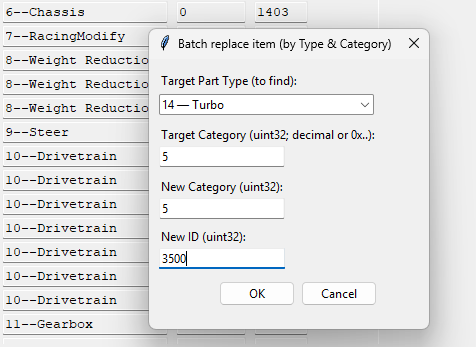 6--Chassis 0 1403
7--RacingModify
8--Weight Reductio
8--Weight Reductio
8--Weight Reductio
9--Steer
10--Drivetrain
10--Drivetrain
10--Drivetrain
10--Drivetrain
10--Drivetrain
10--Drivetrain
10--Drivetrain
11--Gearbox
Batch replace item (by Type & Category)
Target Part Type (to find):
14 — Turbo
Target Category (uint32; decimal or 0x..):
5
New Category (uint32):
5
New ID (uint32):
3500
OK Cancel